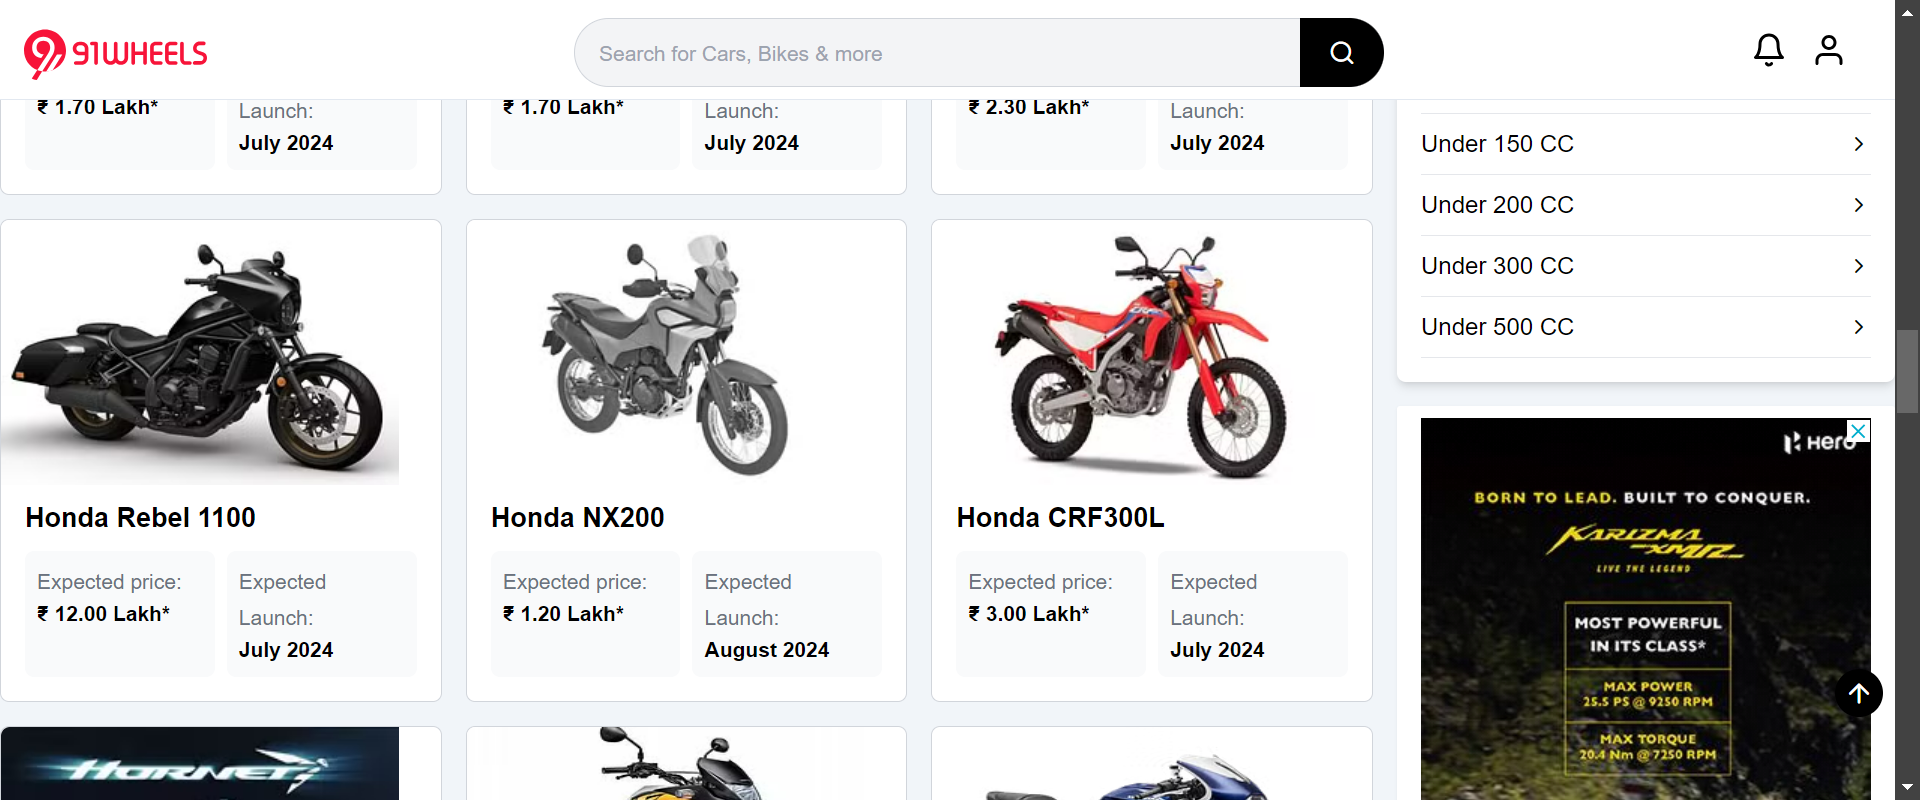 91WHEELS
Search for Cars, Bikes & more
₹ 1.70 Lakh*
Launch:
July 2024
₹ 1.70 Lakh*
Launch:
July 2024
₹ 2.30 Lakh*
Launch:
July 2024
Honda Rebel 1100
Expected price:
₹ 12.00 Lakh*
Expected
Launch:
July 2024
Honda NX200
Expected price:
₹ 1.20 Lakh*
Expected
Launch:
August 2024
CRF
Honda CRF300L
Expected price:
₹ 3.00 Lakh*
Expected
Launch:
July 2024
HORNET
Under 150 CC
Under 200 CC
Under 300 CC
Under 500 CC
Hero
BORN TO LEAD. BUILT TO CONQUER.
KARIZMA
XMR
LIVE THE LEGEND
MOST POWERFUL
IN ITS CLASS*
MAX POWER
25.5 PS @ 9250 RPM
MAX TORQUE
20.4 Nm @ 7250 RPM